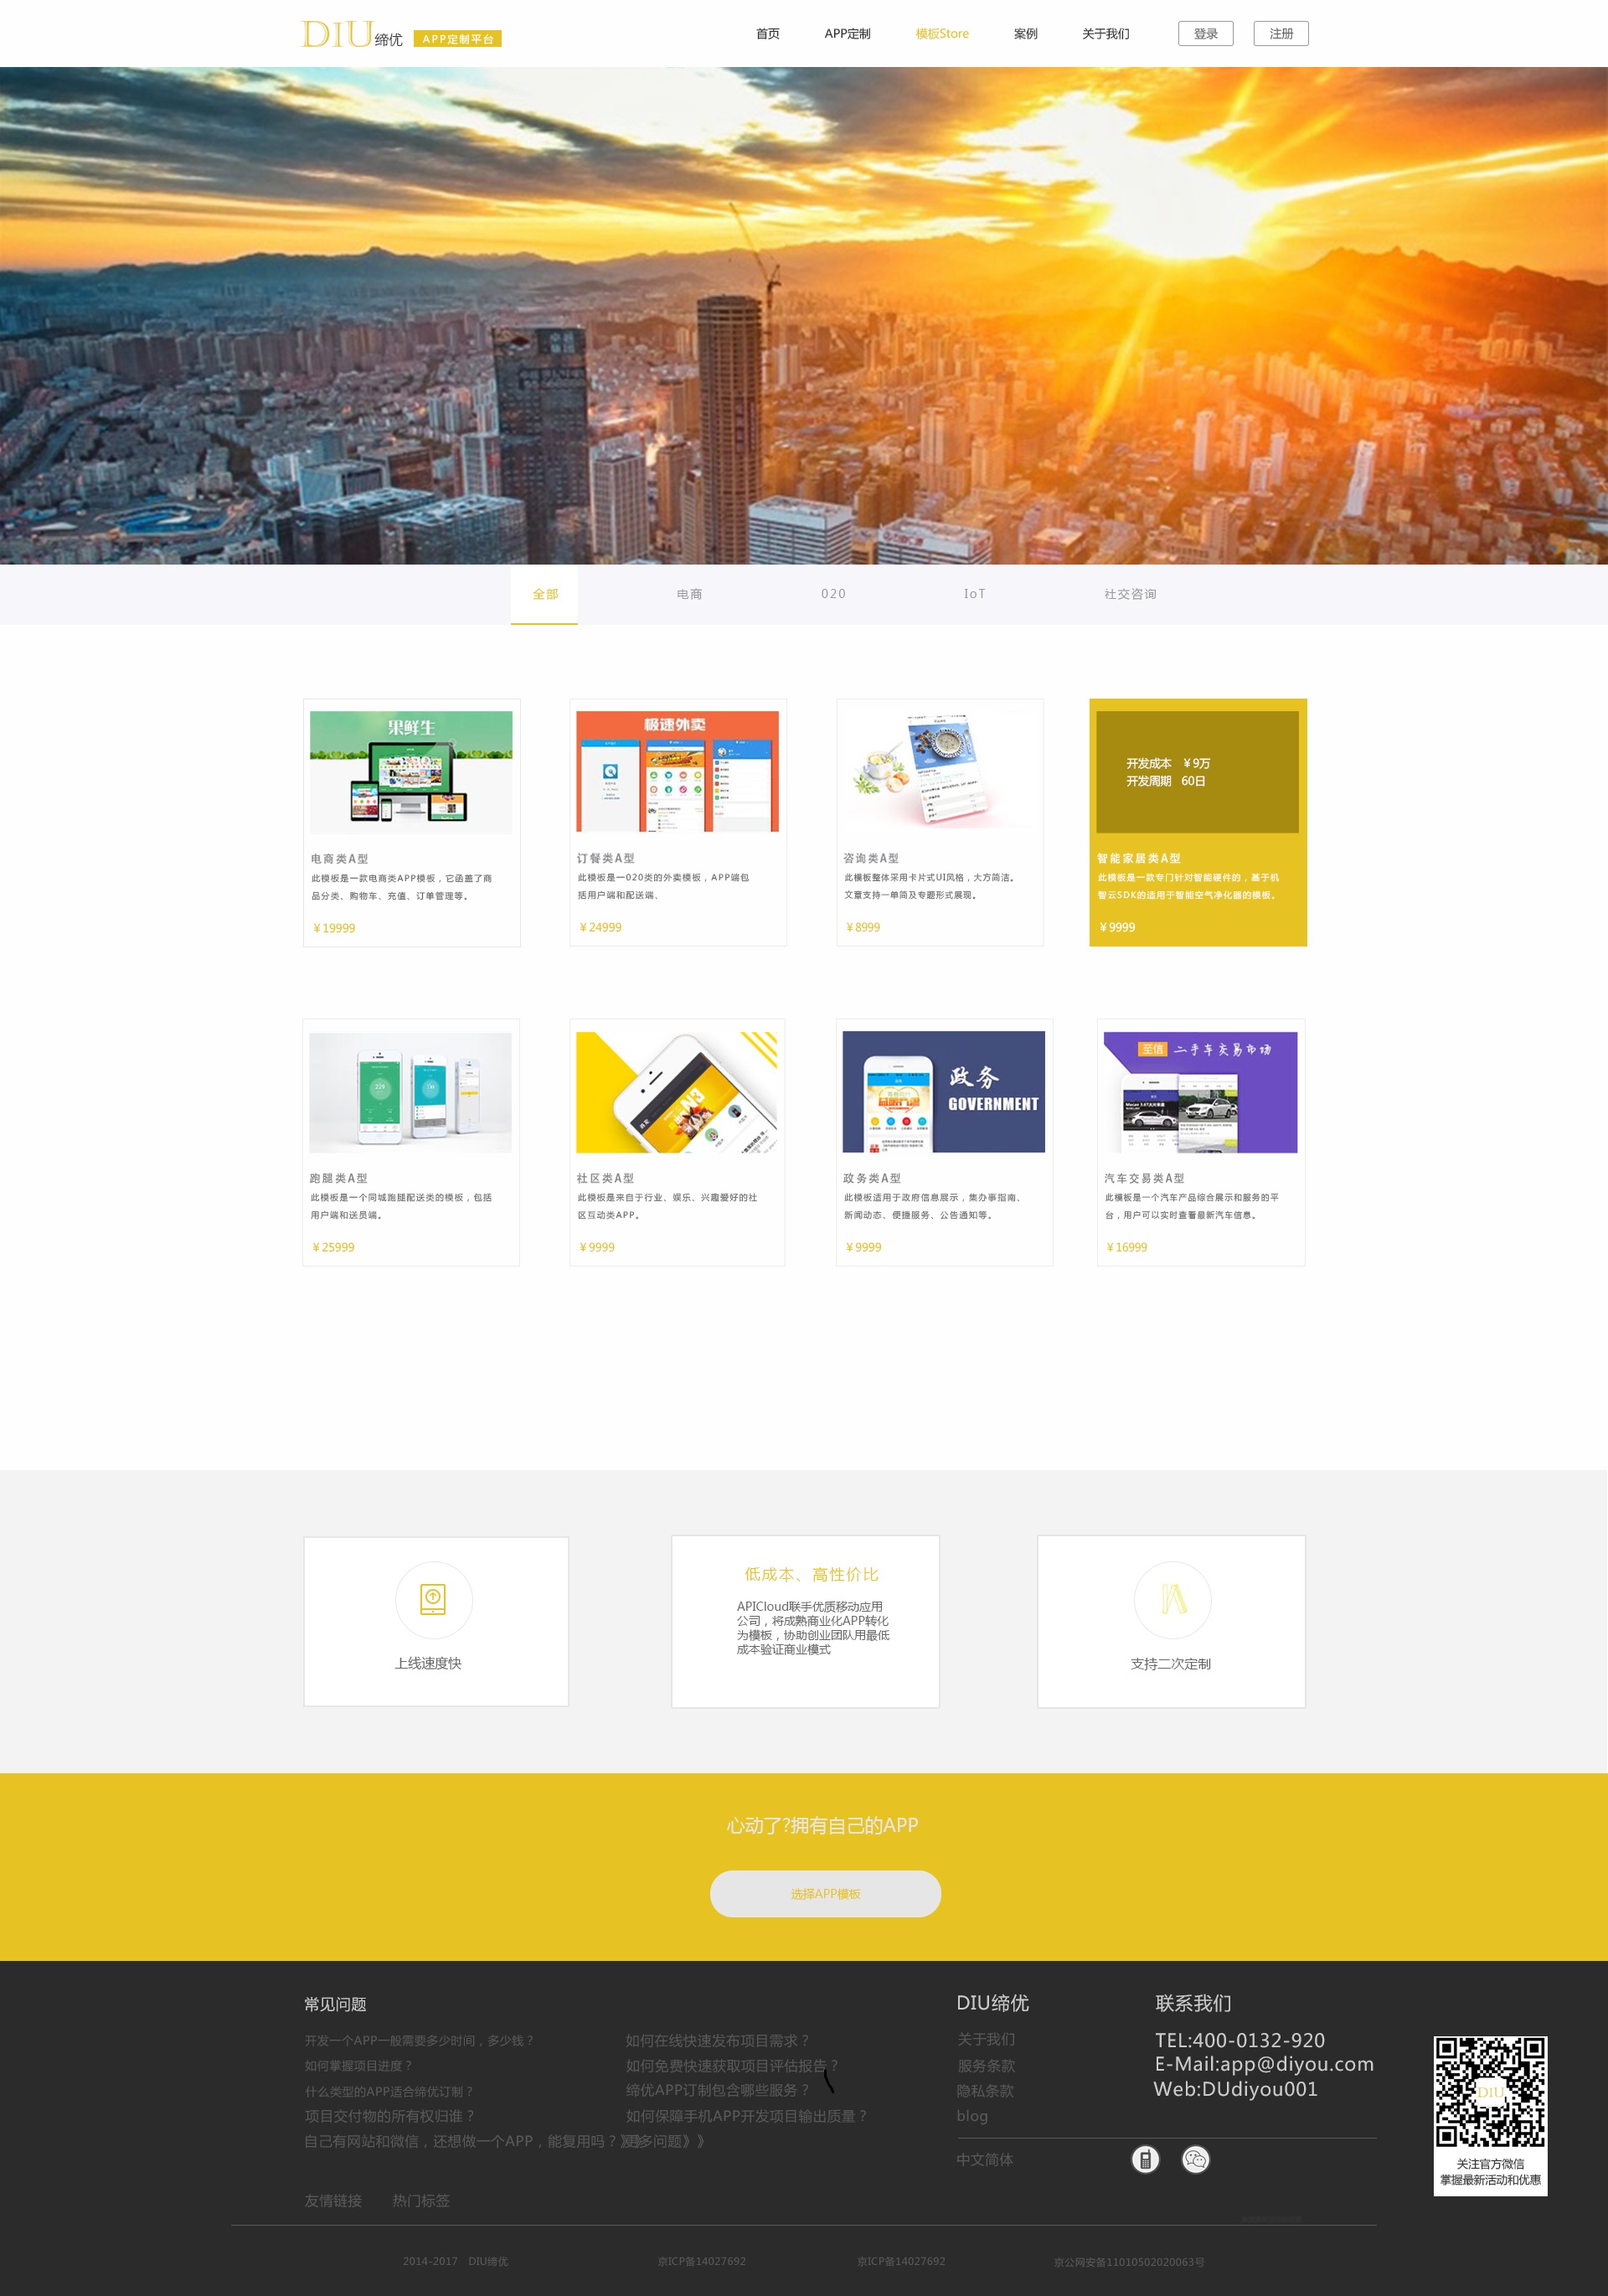 DIU缔优 APP定制平台
首页 APP定制 模板Store 案例 关于我们 登录 注册
全部 电商 020 IoT 社交咨询
果鲜生
电商类A型
此模板是一款电商类APP模板，它函盖了商
品分类、购物车、充值、订单管理等。
￥19999
极速外卖
订餐类A型
此模板是一020类的外卖模板，APP端包
括用户端和配送端、
￥24999
咨询类A型
此模板整体采用卡片式UI风格，大方简洁。
文章支持一单简及专题形式展现。
￥8999
开发成本 ￥9万
开发周期 60日
智能家居类A型
此模板是一款专门针对智能硬件的，基于机
智云SDK的适用于智能空气净化器的模板。
￥9999
跑腿类A型
此模板是一个同城跑腿配送类的模板，包括
用户端和送员端。
￥25999
社区类A型
此模板是来自于行业、娱乐、兴趣爱好的社
区互动类APP。
￥9999
政务
GOVERNMENT
政务类A型
此模板适用于政府信息展示，集办事指南、
新闻动态、便捷服务、公告通知等。
￥9999
至信 二手车交易市场
汽车交易类A型
此模板是一个汽车产品综合展示和服务的平
台，用户可以实时查看最新汽车信息。
￥16999
上线速度快
低成本、高性价比
APICloud联手优质移动应用
公司，将成熟商业化APP转化
为模板，协助创业团队用最低
成本验证商业模式
支持二次定制
心动了?拥有自己的APP
选择APP模板
常见问题
开发一个APP一般需要多少时间，多少钱？
如何掌握项目进度？
什么类型的APP适合缔优订制？
项目交付物的所有权归谁？
自己有网站和微信，还想做一个APP，能复用吗？
如何在线快速发布项目需求？
如何免费快速获取项目评估报告？
缔优APP订制包含哪些服务？
如何保障手机APP开发项目输出质量？
更多问题》》
DIU缔优
关于我们
服务条款
隐私条款
blog
中文简体
联系我们
TEL:400-0132-920
E-Mail:app@diyou.com
Web:DUdiyou001
DIU
关注官方微信
掌握最新活动和优惠
友情链接 热门标签
2014-2017 DIU缔优 京ICP备14027692 京ICP备14027692 京公网安备11010502020063号